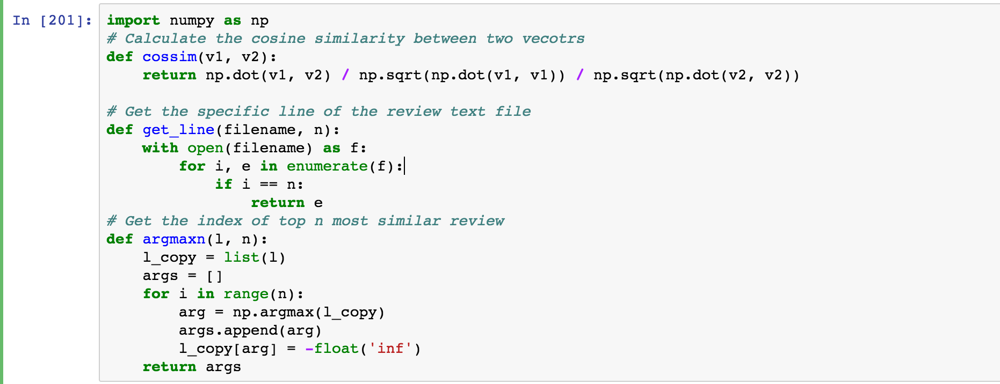 In [201]:
import numpy as np
# Calculate the cosine similarity between two vecotrs
def cossim(v1, v2):
    return np.dot(v1, v2) / np.sqrt(np.dot(v1, v1)) / np.sqrt(np.dot(v2, v2))

# Get the specific line of the review text file
def get_line(filename, n):
    with open(filename) as f:
        for i, e in enumerate(f):
            if i == n:
                return e
# Get the index of top n most similar review
def argmaxn(l, n):
    l_copy = list(l)
    args = []
    for i in range(n):
        arg = np.argmax(l_copy)
        args.append(arg)
        l_copy[arg] = -float('inf')
    return args